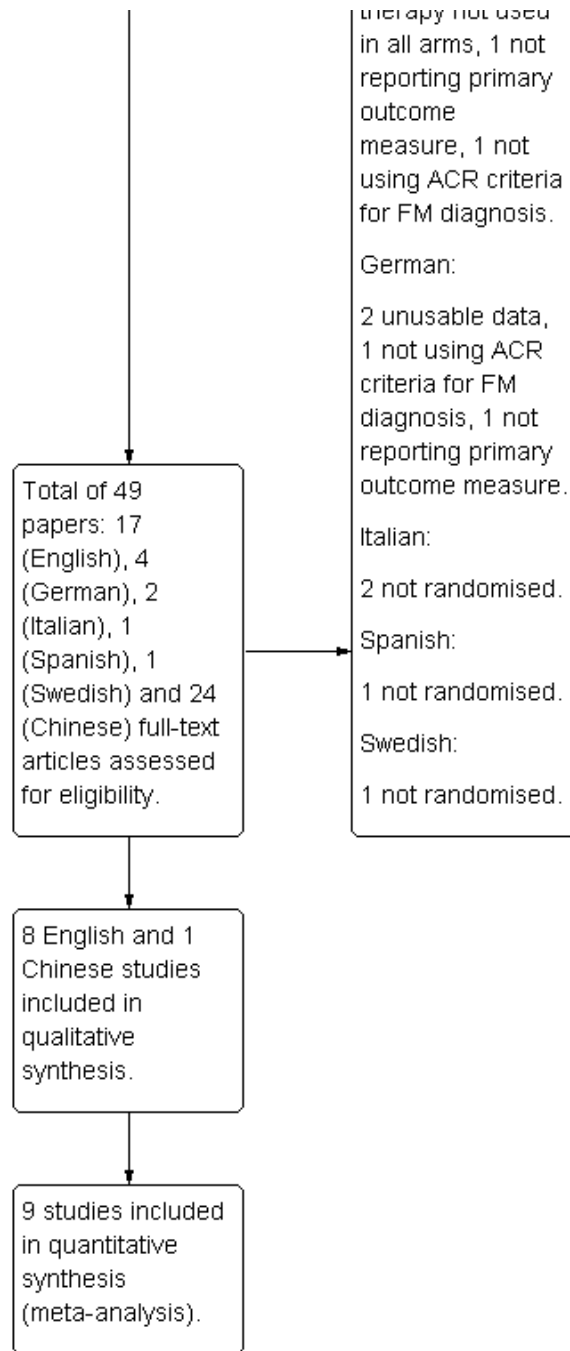 therapy not used
in all arms, 1 not
reporting primary
outcome
measure, 1 not
using ACR criteria
for FM diagnosis.
German:
2 unusable data,
1 not using ACR
criteria for FM
diagnosis, 1 not
reporting primary
outcome measure.
Italian:
2 not randomised.
Spanish:
1 not randomised.
Swedish:
1 not randomised.
Total of 49
papers: 17
(English), 4
(German), 2
(Italian), 1
(Spanish), 1
(Swedish) and 24
(Chinese) full-text
articles assessed
for eligibility.
8 English and 1
Chinese studies
included in
qualitative
synthesis.
9 studies included
in quantitative
synthesis
(meta-analysis).